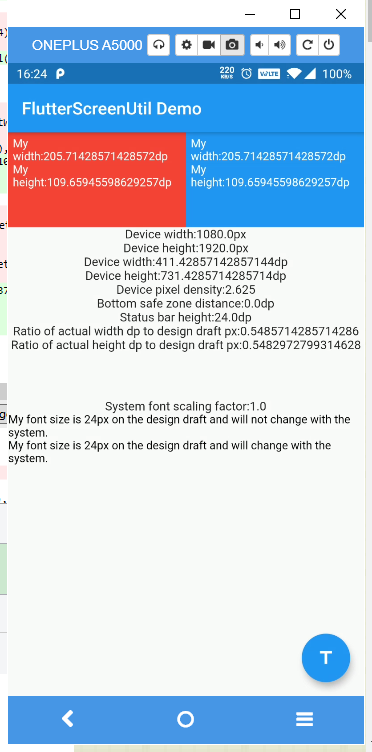 ONEPLUS A5000
16:24
220
KB/S
VoLTE
100%
FlutterScreenUtil Demo
My
width:205.71428571428572dp
My
height:109.65945598629257dp
My
width:205.71428571428572dp
My
height:109.65945598629257dp
Device width:1080.0px
Device height:1920.0px
Device width:411.42857142857144dp
Device height:731.4285714285714dp
Device pixel density:2.625
Bottom safe zone distance:0.0dp
Status bar height:24.0dp
Ratio of actual width dp to design draft px:0.5485714285714286
Ratio of actual height dp to design draft px:0.5482972799314628
System font scaling factor:1.0
My font size is 24px on the design draft and will not change with the
system.
My font size is 24px on the design draft and will change with the
system.
T